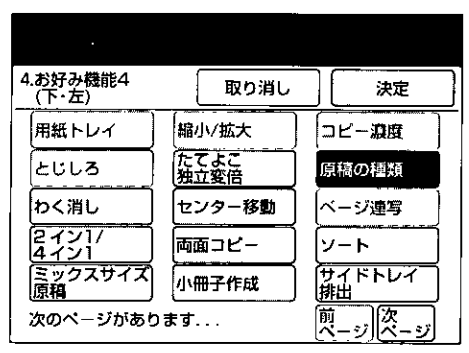 4.お好み機能4
(下・左)
取り消し
決定
用紙トレイ
縮小/拡大
コピー濃度
とじしろ
たてよこ
独立変倍
原稿の種類
わく消し
センター移動
ページ連写
2イン1/
4イン1
両面コピー
ソート
ミックスサイズ
原稿
小冊子作成
サイドトレイ
排出
次のページがあります...
前
ページ
次
ページ